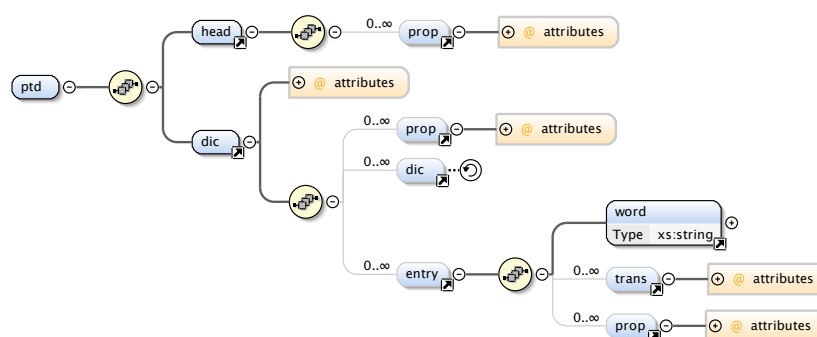 head
0..∞
prop
@ attributes
ptd
@ attributes
dic
0..∞
prop
@ attributes
0..∞
dic
word
Type xs:string
0..∞
entry
0..∞
trans
@ attributes
0..∞
prop
@ attributes